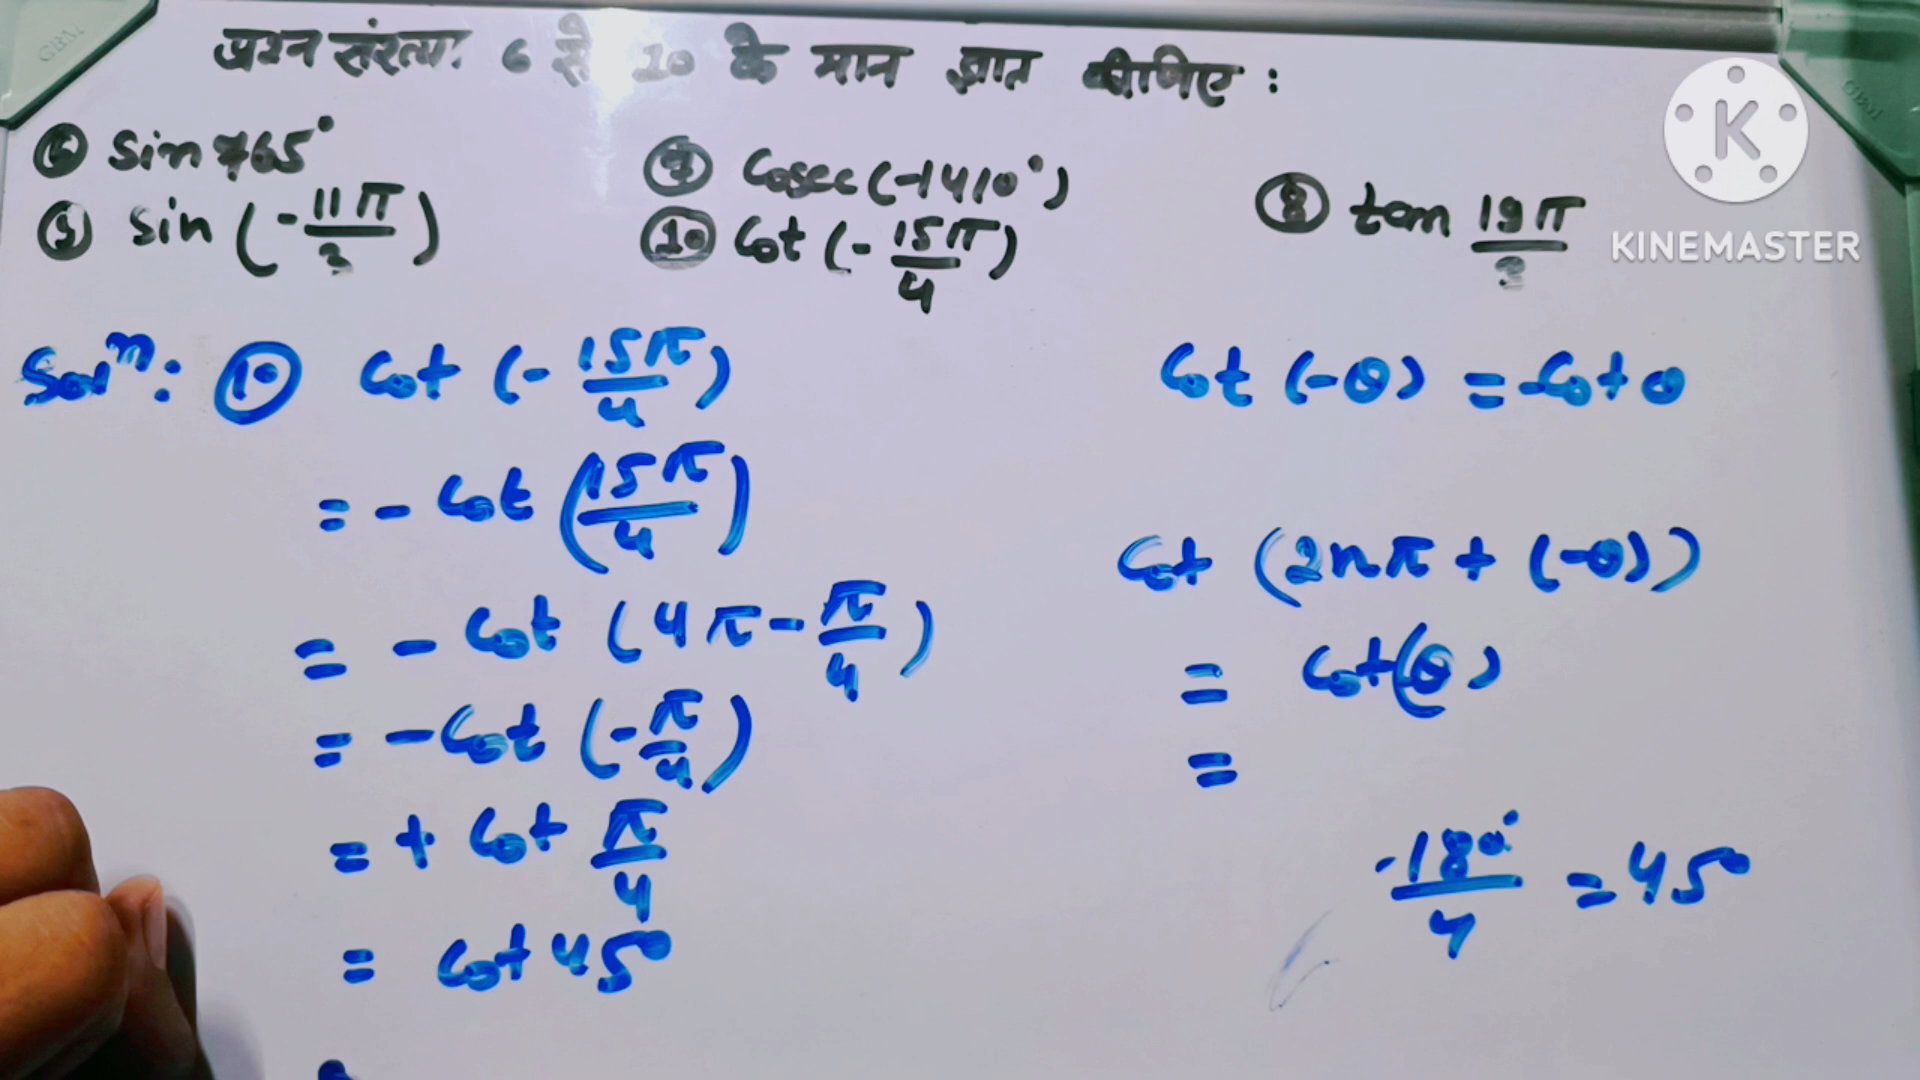 प्रश्न संख्या 6 से 10 के मान ज्ञात कीजिए :
⑥ sin 765° ⑦ Cosec (-1410°) ⑧ tan 19π/3
⑨ sin (-11π/3) ⑩ Cot (-15π/4)
K
KINEMASTER
Solⁿ: ⑩ Cot (-15π/4)
= - Cot (15π/4)
= - Cot (4π - π/4)
= - Cot (-π/4)
= + Cot π/4
= Cot 45°
Cot (-θ) = -Cot θ
Cot (2nπ + (-θ))
= Cot(θ)
=
180°/4 = 45°
GBM